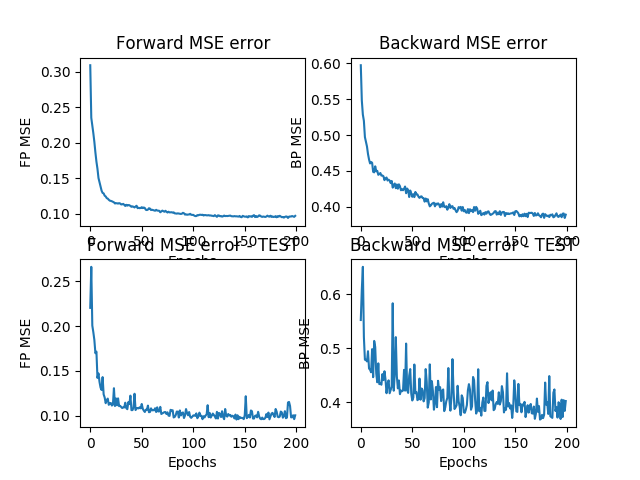 Forward MSE error
FP MSE
0.30
0.25
0.20
0.15
0.10
0 50 100 150 200
Epochs
Backward MSE error
BP MSE
0.60
0.55
0.50
0.45
0.40
0 50 100 150 200
Epochs
Forward MSE error - TEST
FP MSE
0.25
0.20
0.15
0.10
0 50 100 150 200
Epochs
Backward MSE error - TEST
BP MSE
0.6
0.5
0.4
0 50 100 150 200
Epochs